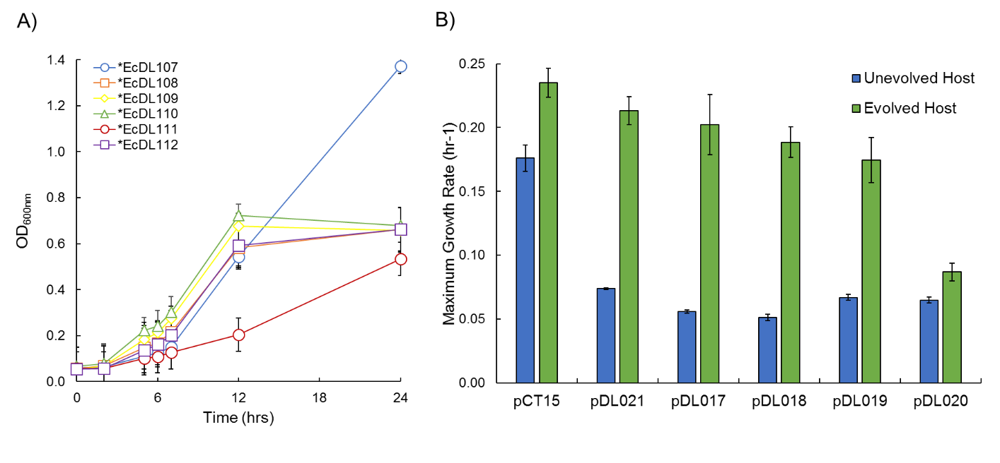 A)
1.4
1.2
1.0
0.8
0.6
0.4
0.2
0.0
OD600nm
*EcDL107
*EcDL108
*EcDL109
*EcDL110
*EcDL111
*EcDL112
0 6 12 18 24
Time (hrs)
B)
0.25
0.20
0.15
0.10
0.05
0.00
Maximum Growth Rate (hr-1)
Unevolved Host
Evolved Host
pCT15 pDL021 pDL017 pDL018 pDL019 pDL020